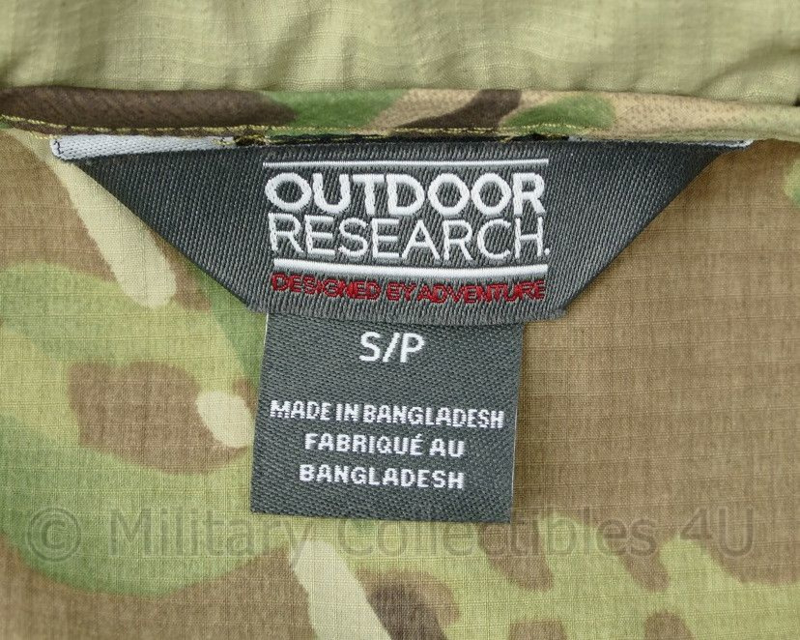 OUTDOOR
RESEARCH.
DESIGNED BY ADVENTURE
S/P
MADE IN BANGLADESH
FABRIQUÉ AU
BANGLADESH
© Military Collectibles 4U